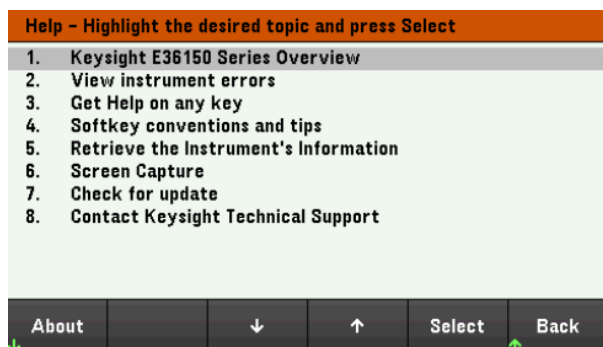 Help – Highlight the desired topic and press Select
1. Keysight E36150 Series Overview
2. View instrument errors
3. Get Help on any key
4. Softkey conventions and tips
5. Retrieve the Instrument's Information
6. Screen Capture
7. Check for update
8. Contact Keysight Technical Support
About ↓ ↑ Select Back